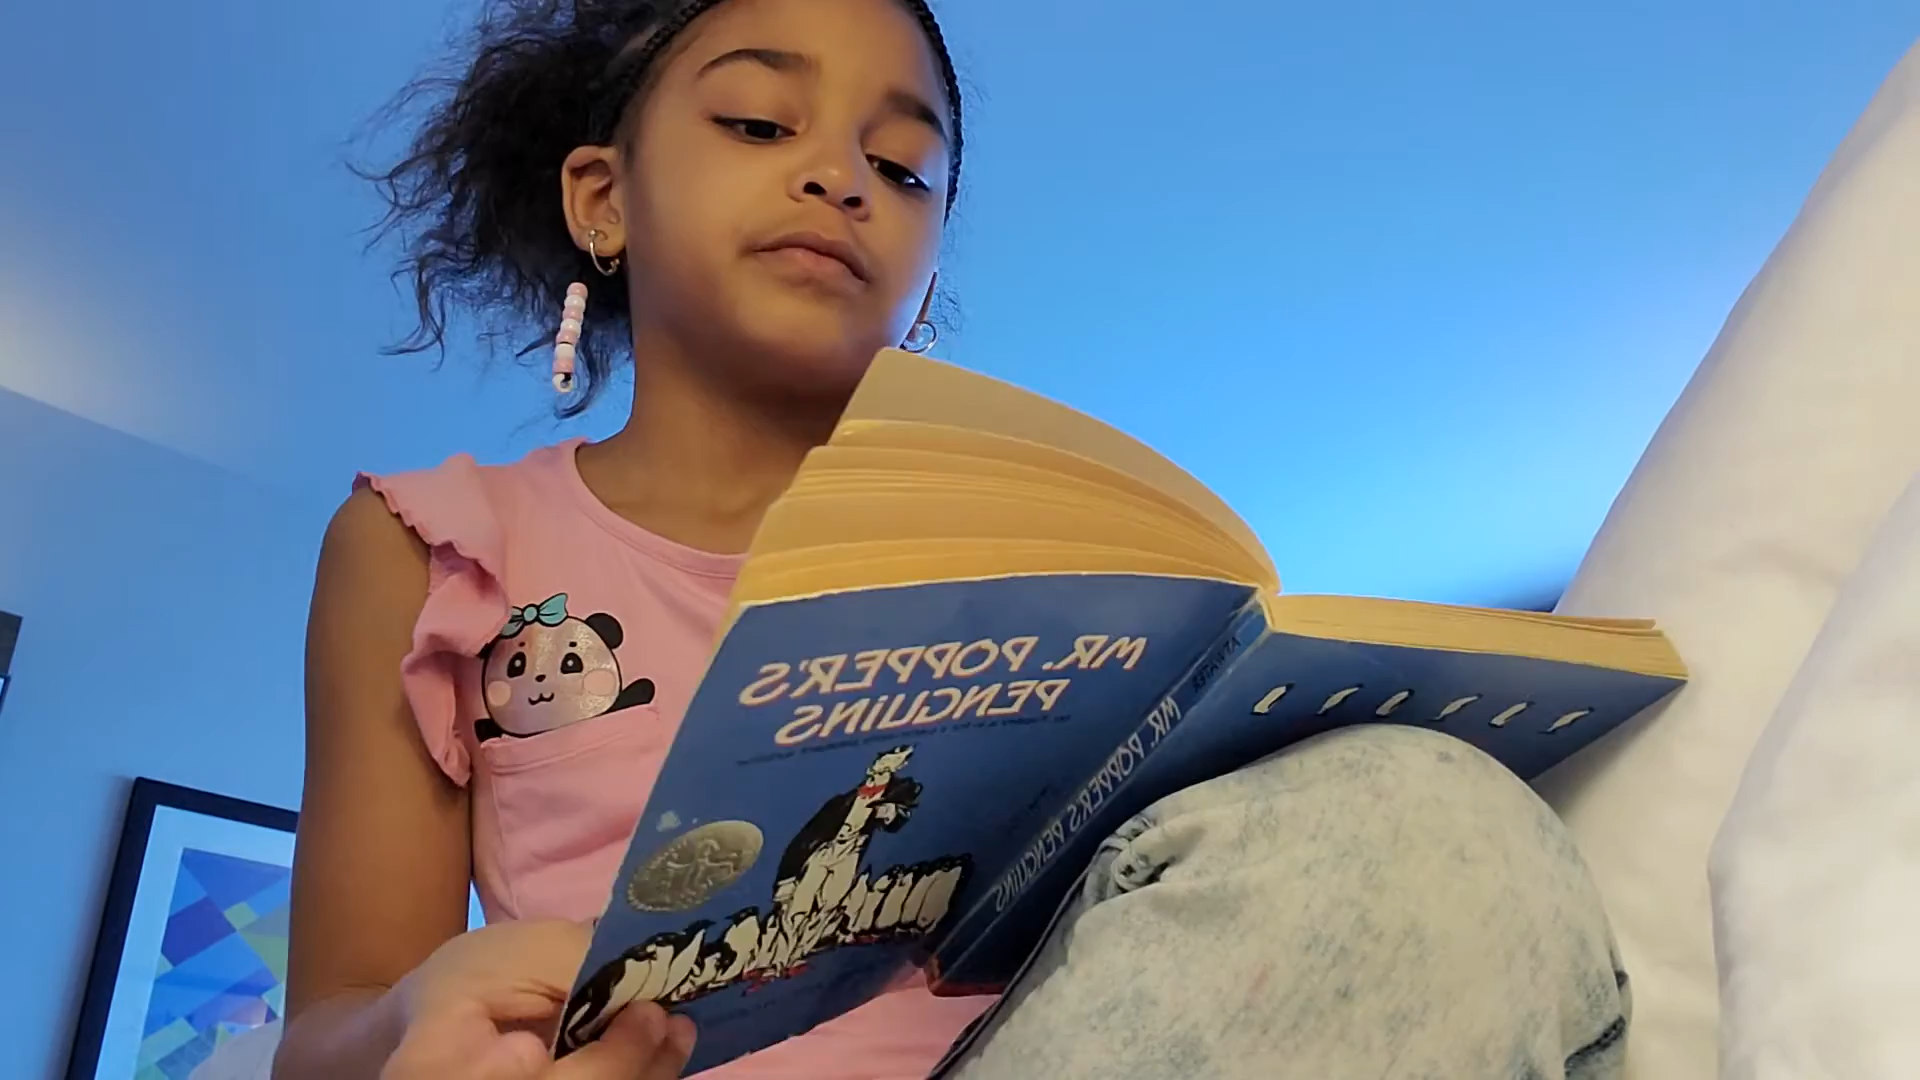 MR. POPPER'S
PENGUINS
ATWATER
MR. POPPER'S PENGUINS